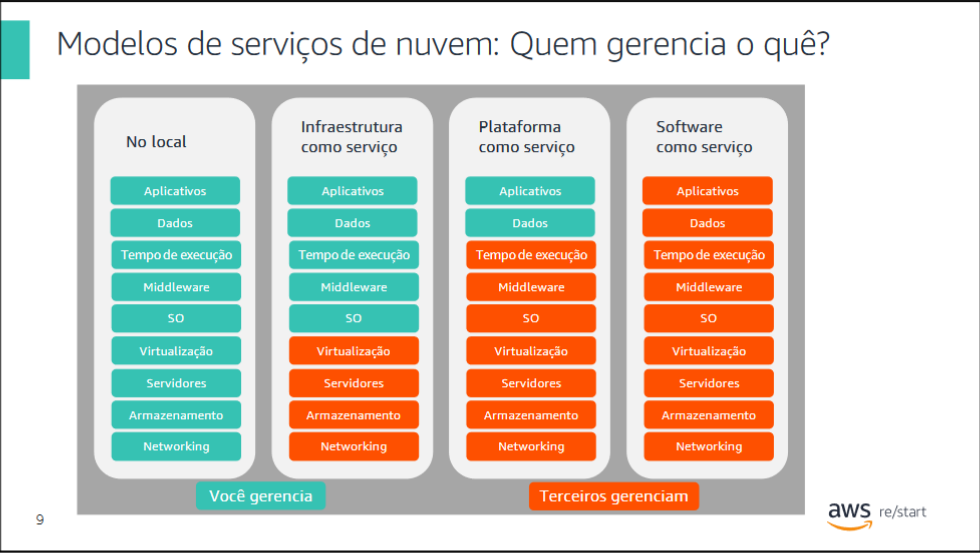 Modelos de serviços de nuvem: Quem gerencia o quê?
No local
Aplicativos
Dados
Tempo de execução
Middleware
SO
Virtualização
Servidores
Armazenamento
Networking
Infraestrutura
como serviço
Aplicativos
Dados
Tempo de execução
Middleware
SO
Virtualização
Servidores
Armazenamento
Networking
Plataforma
como serviço
Aplicativos
Dados
Tempo de execução
Middleware
SO
Virtualização
Servidores
Armazenamento
Networking
Software
como serviço
Aplicativos
Dados
Tempo de execução
Middleware
SO
Virtualização
Servidores
Armazenamento
Networking
Você gerencia
Terceiros gerenciam
9
aws re/start